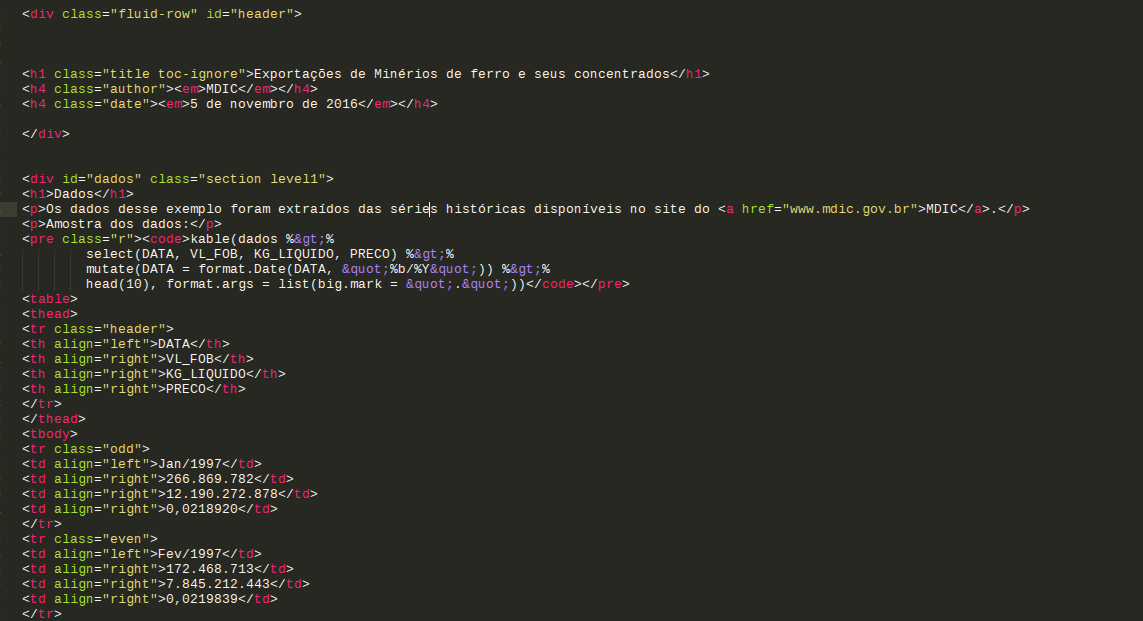 <div class="fluid-row" id="header">
<h1 class="title toc-ignore">Exportações de Minérios de ferro e seus concentrados</h1>
<h4 class="author"><em>MDIC</em></h4>
<h4 class="date"><em>5 de novembro de 2016</em></h4>
</div>
<div id="dados" class="section level1">
<h1>Dados</h1>
<p>Os dados desse exemplo foram extraídos das séries históricas disponíveis no site do <a href="www.mdic.gov.br">MDIC</a>.</p>
<p>Amostra dos dados:</p>
<pre class="r"><code>kable(dados %&gt;%
        select(DATA, VL_FOB, KG_LIQUIDO, PRECO) %&gt;%
        mutate(DATA = format.Date(DATA, &quot;%b/%Y&quot;)) %&gt;%
        head(10), format.args = list(big.mark = &quot;.&quot;))</code></pre>
<table>
<thead>
<tr class="header">
<th align="left">DATA</th>
<th align="right">VL_FOB</th>
<th align="right">KG_LIQUIDO</th>
<th align="right">PRECO</th>
</tr>
</thead>
<tbody>
<tr class="odd">
<td align="left">Jan/1997</td>
<td align="right">266.869.782</td>
<td align="right">12.190.272.878</td>
<td align="right">0,0218920</td>
</tr>
<tr class="even">
<td align="left">Fev/1997</td>
<td align="right">172.468.713</td>
<td align="right">7.845.212.443</td>
<td align="right">0,0219839</td>
</tr>